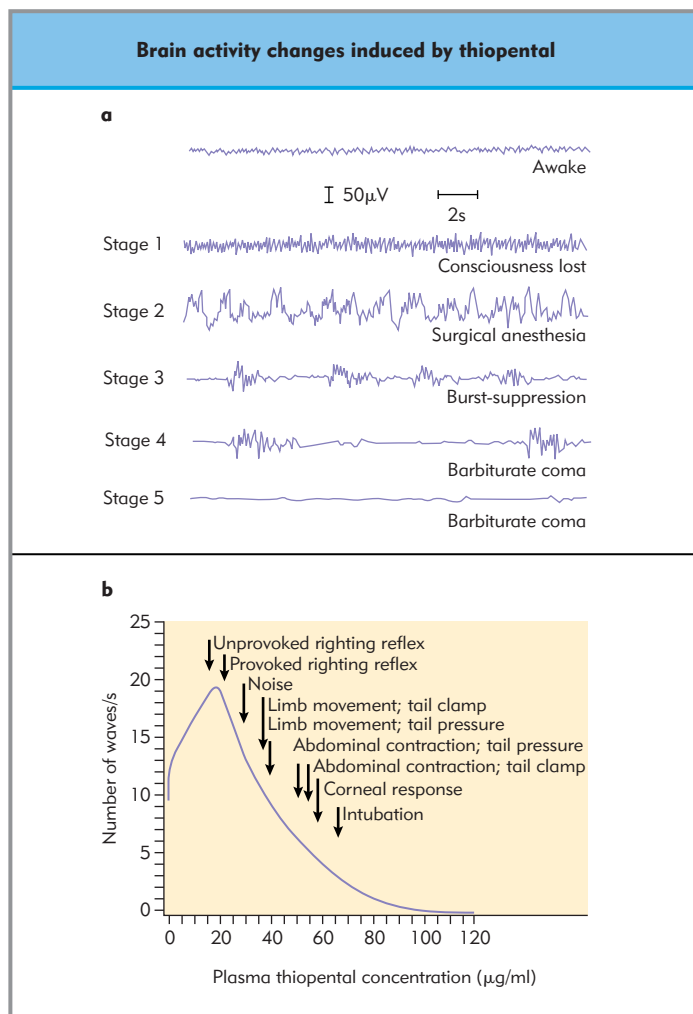 Brain activity changes induced by thiopental
a
Awake
50μV
2s
Stage 1
Consciousness lost
Stage 2
Surgical anesthesia
Stage 3
Burst-suppression
Stage 4
Barbiturate coma
Stage 5
Barbiturate coma
b
Number of waves/s
25
20
15
10
5
0
Unprovoked righting reflex
Provoked righting reflex
Noise
Limb movement; tail clamp
Limb movement; tail pressure
Abdominal contraction; tail pressure
Abdominal contraction; tail clamp
Corneal response
Intubation
0 20 40 60 80 100 120
Plasma thiopental concentration (μg/ml)